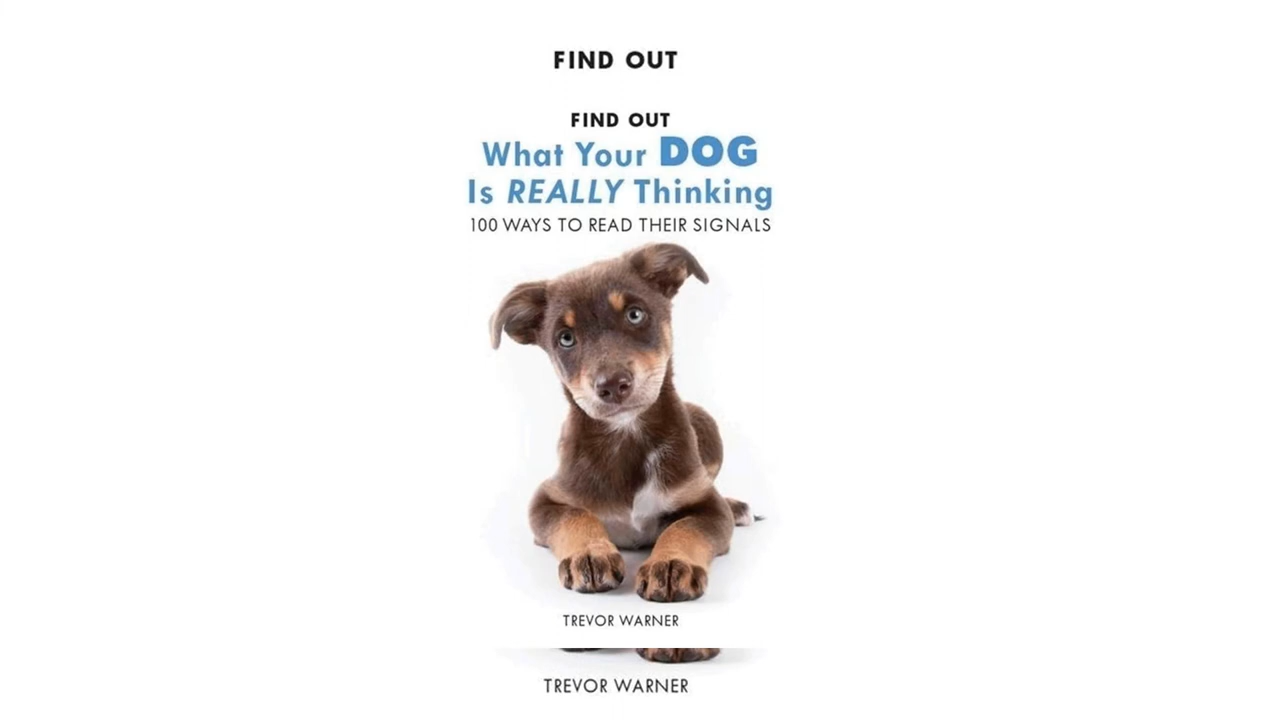 FIND OUT
FIND OUT
What Your DOG
Is REALLY Thinking
100 WAYS TO READ THEIR SIGNALS
TREVOR WARNER
TREVOR WARNER